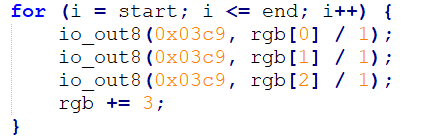 for (i = start; i <= end; i++) {
    io_out8(0x03c9, rgb[0] / 1);
    io_out8(0x03c9, rgb[1] / 1);
    io_out8(0x03c9, rgb[2] / 1);
    rgb += 3;
}